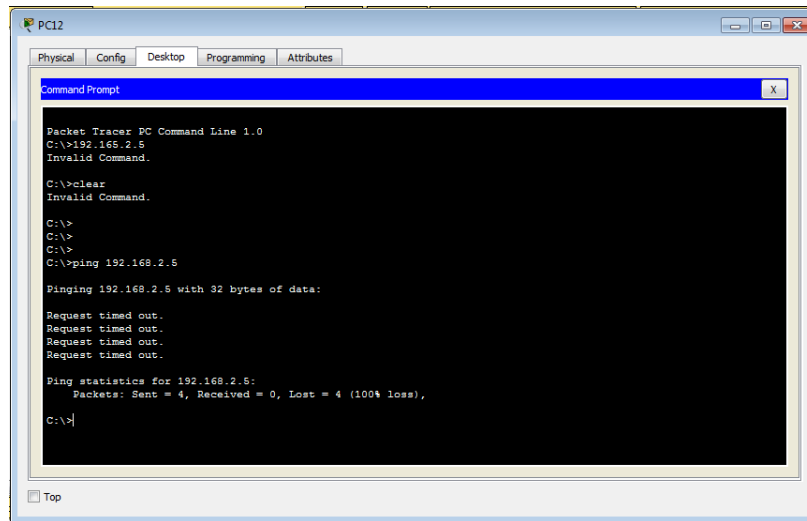 PC12
Physical Config Desktop Programming Attributes
Command Prompt
X
Packet Tracer PC Command Line 1.0
C:\>192.165.2.5
Invalid Command.
C:\>clear
Invalid Command.
C:\>
C:\>
C:\>
C:\>ping 192.168.2.5
Pinging 192.168.2.5 with 32 bytes of data:
Request timed out.
Request timed out.
Request timed out.
Request timed out.
Ping statistics for 192.168.2.5:
Packets: Sent = 4, Received = 0, Lost = 4 (100% loss),
C:\>
Top